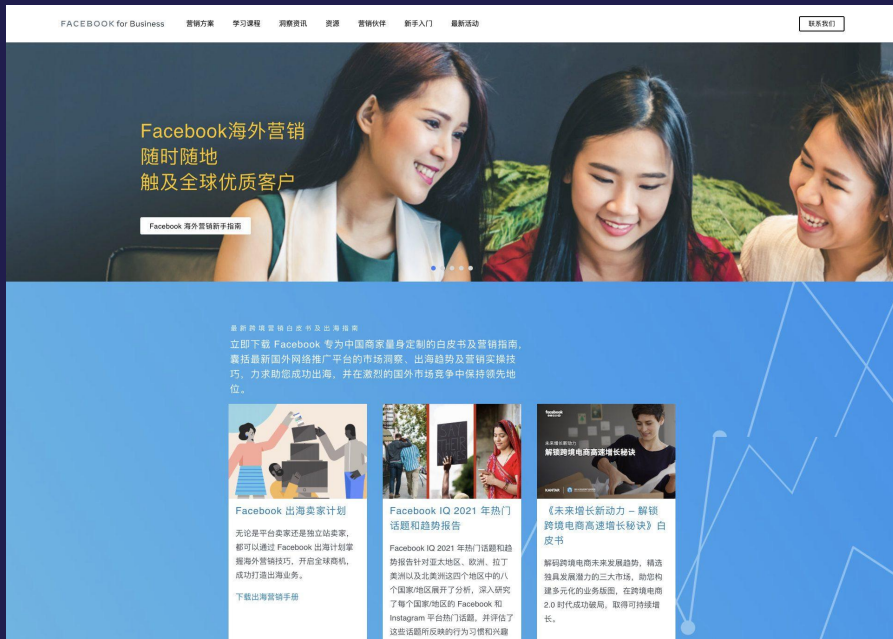 FACEBOOK for Business
营销方案
学习课程
洞察资讯
资源
营销伙伴
新手入门
最新活动
联系我们
Facebook海外营销
随时随地
触及全球优质客户
Facebook 海外营销新手指南
最新跨境营销白皮书及出海指南
立即下载 Facebook 专为中国商家量身定制的白皮书及营销指南，
囊括最新国外网络推广平台的市场洞察、出海趋势及营销实操技
巧，力求助您成功出海，并在激烈的国外市场竞争中保持领先地
位。
Facebook 出海卖家计划
无论是平台卖家还是独立站卖家，
都可以通过 Facebook 出海计划掌
握海外营销技巧，开启全球商机，
成功打造出海业务。
下载出海营销手册
Facebook IQ 2021 年热门
话题和趋势报告
Facebook IQ 2021 年热门话题和趋
势报告针对亚太地区、欧洲、拉丁
美洲以及北美洲这四个地区中的八
个国家/地区展开了分析，深入研究
了每个国家/地区的 Facebook 和
Instagram 平台热门话题，并评估了
这些话题所反映的行为习惯和兴趣
facebook
未来增长新动力
解锁跨境电商高速增长秘诀
KANTAR
《未来增长新动力 – 解锁
跨境电商高速增长秘诀》白
皮书
解码跨境电商未来发展趋势，精选
独具发展潜力的三大市场，助您构
建多元化的业务版图，在跨境电商
2.0 时代成功破局，取得可持续增
长。